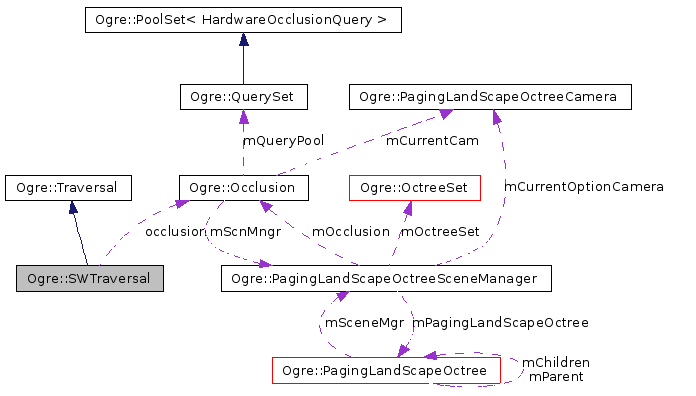 Ogre::PoolSet< HardwareOcclusionQuery >
Ogre::QuerySet
Ogre::PagingLandScapeOctreeCamera
mQueryPool
mCurrentCam
Ogre::Traversal
Ogre::Occlusion
Ogre::OctreeSet
mCurrentOptionCamera
occlusion
mScnMngr
mOcclusion
mOctreeSet
Ogre::SWTraversal
Ogre::PagingLandScapeOctreeSceneManager
mSceneMgr
mPagingLandScapeOctree
Ogre::PagingLandScapeOctree
mChildren
mParent